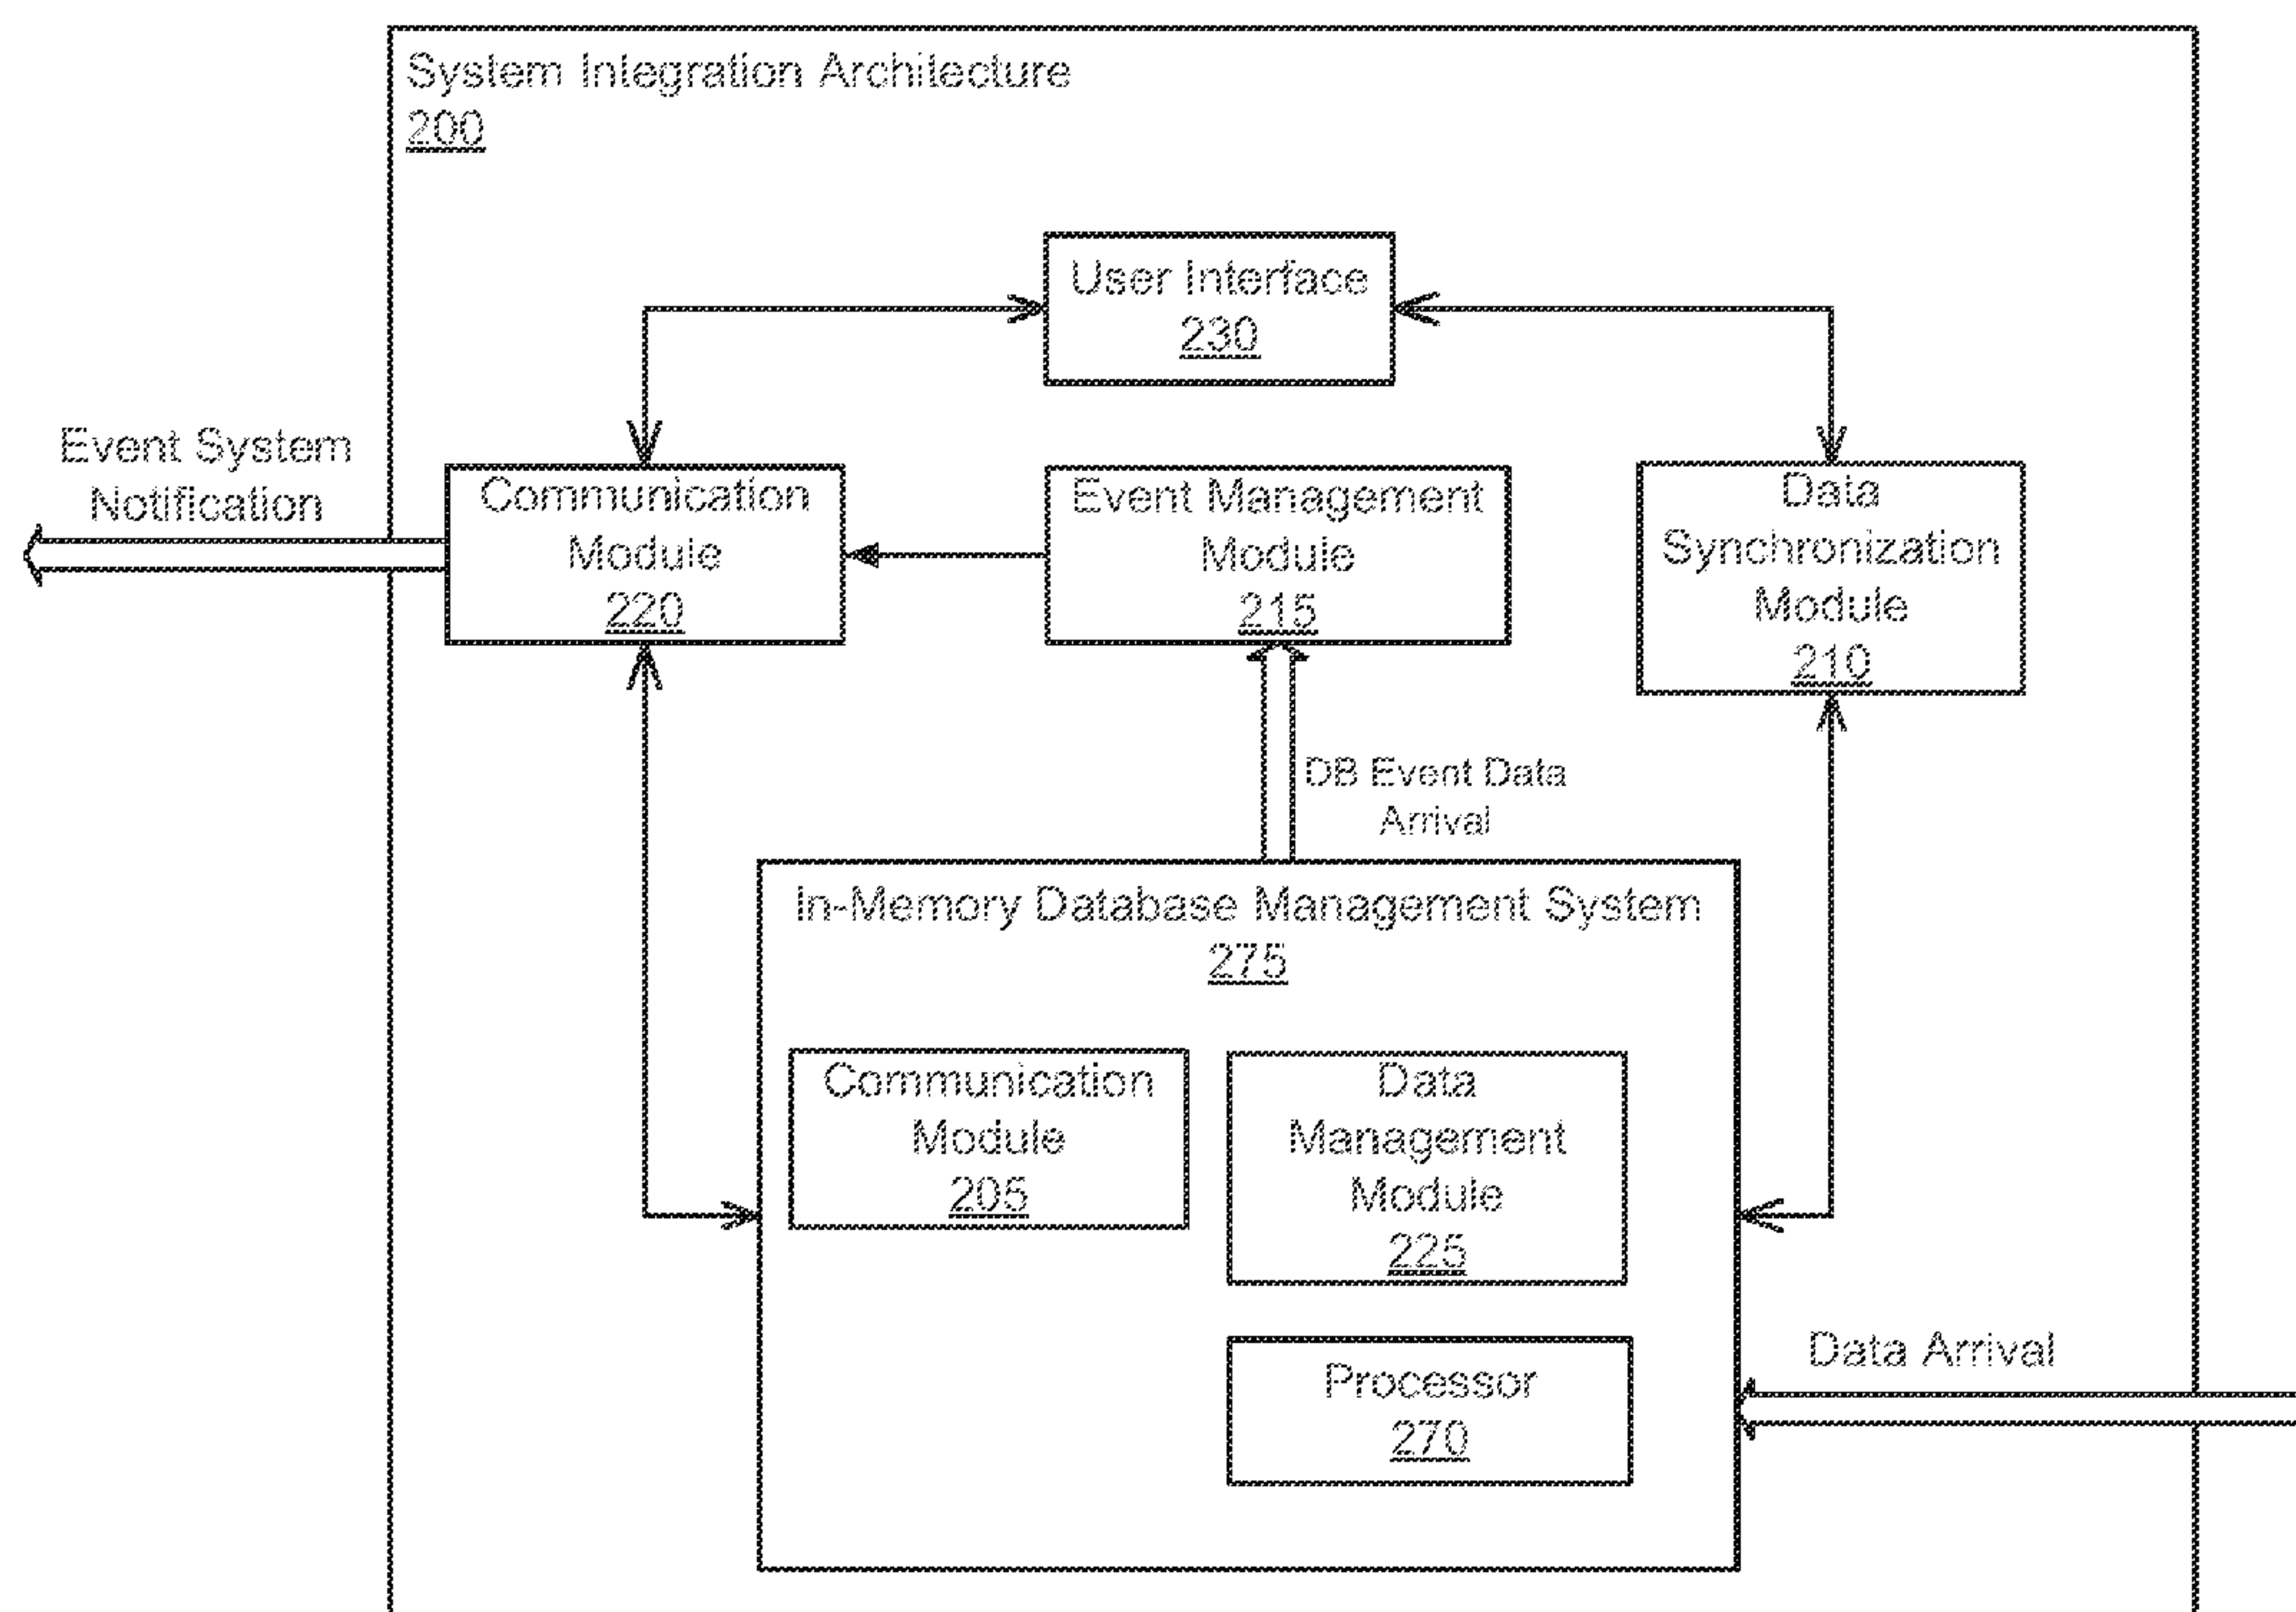 System Integration Architecture
200
User Interface
230
Event System
Notification
Communication
Module
220
Event Management
Module
215
Data
Synchronization
Module
210
DB Event Data
Arrival
In-Memory Database Management System
275
Communication
Module
205
Data
Management
Module
225
Processor
270
Data Arrival